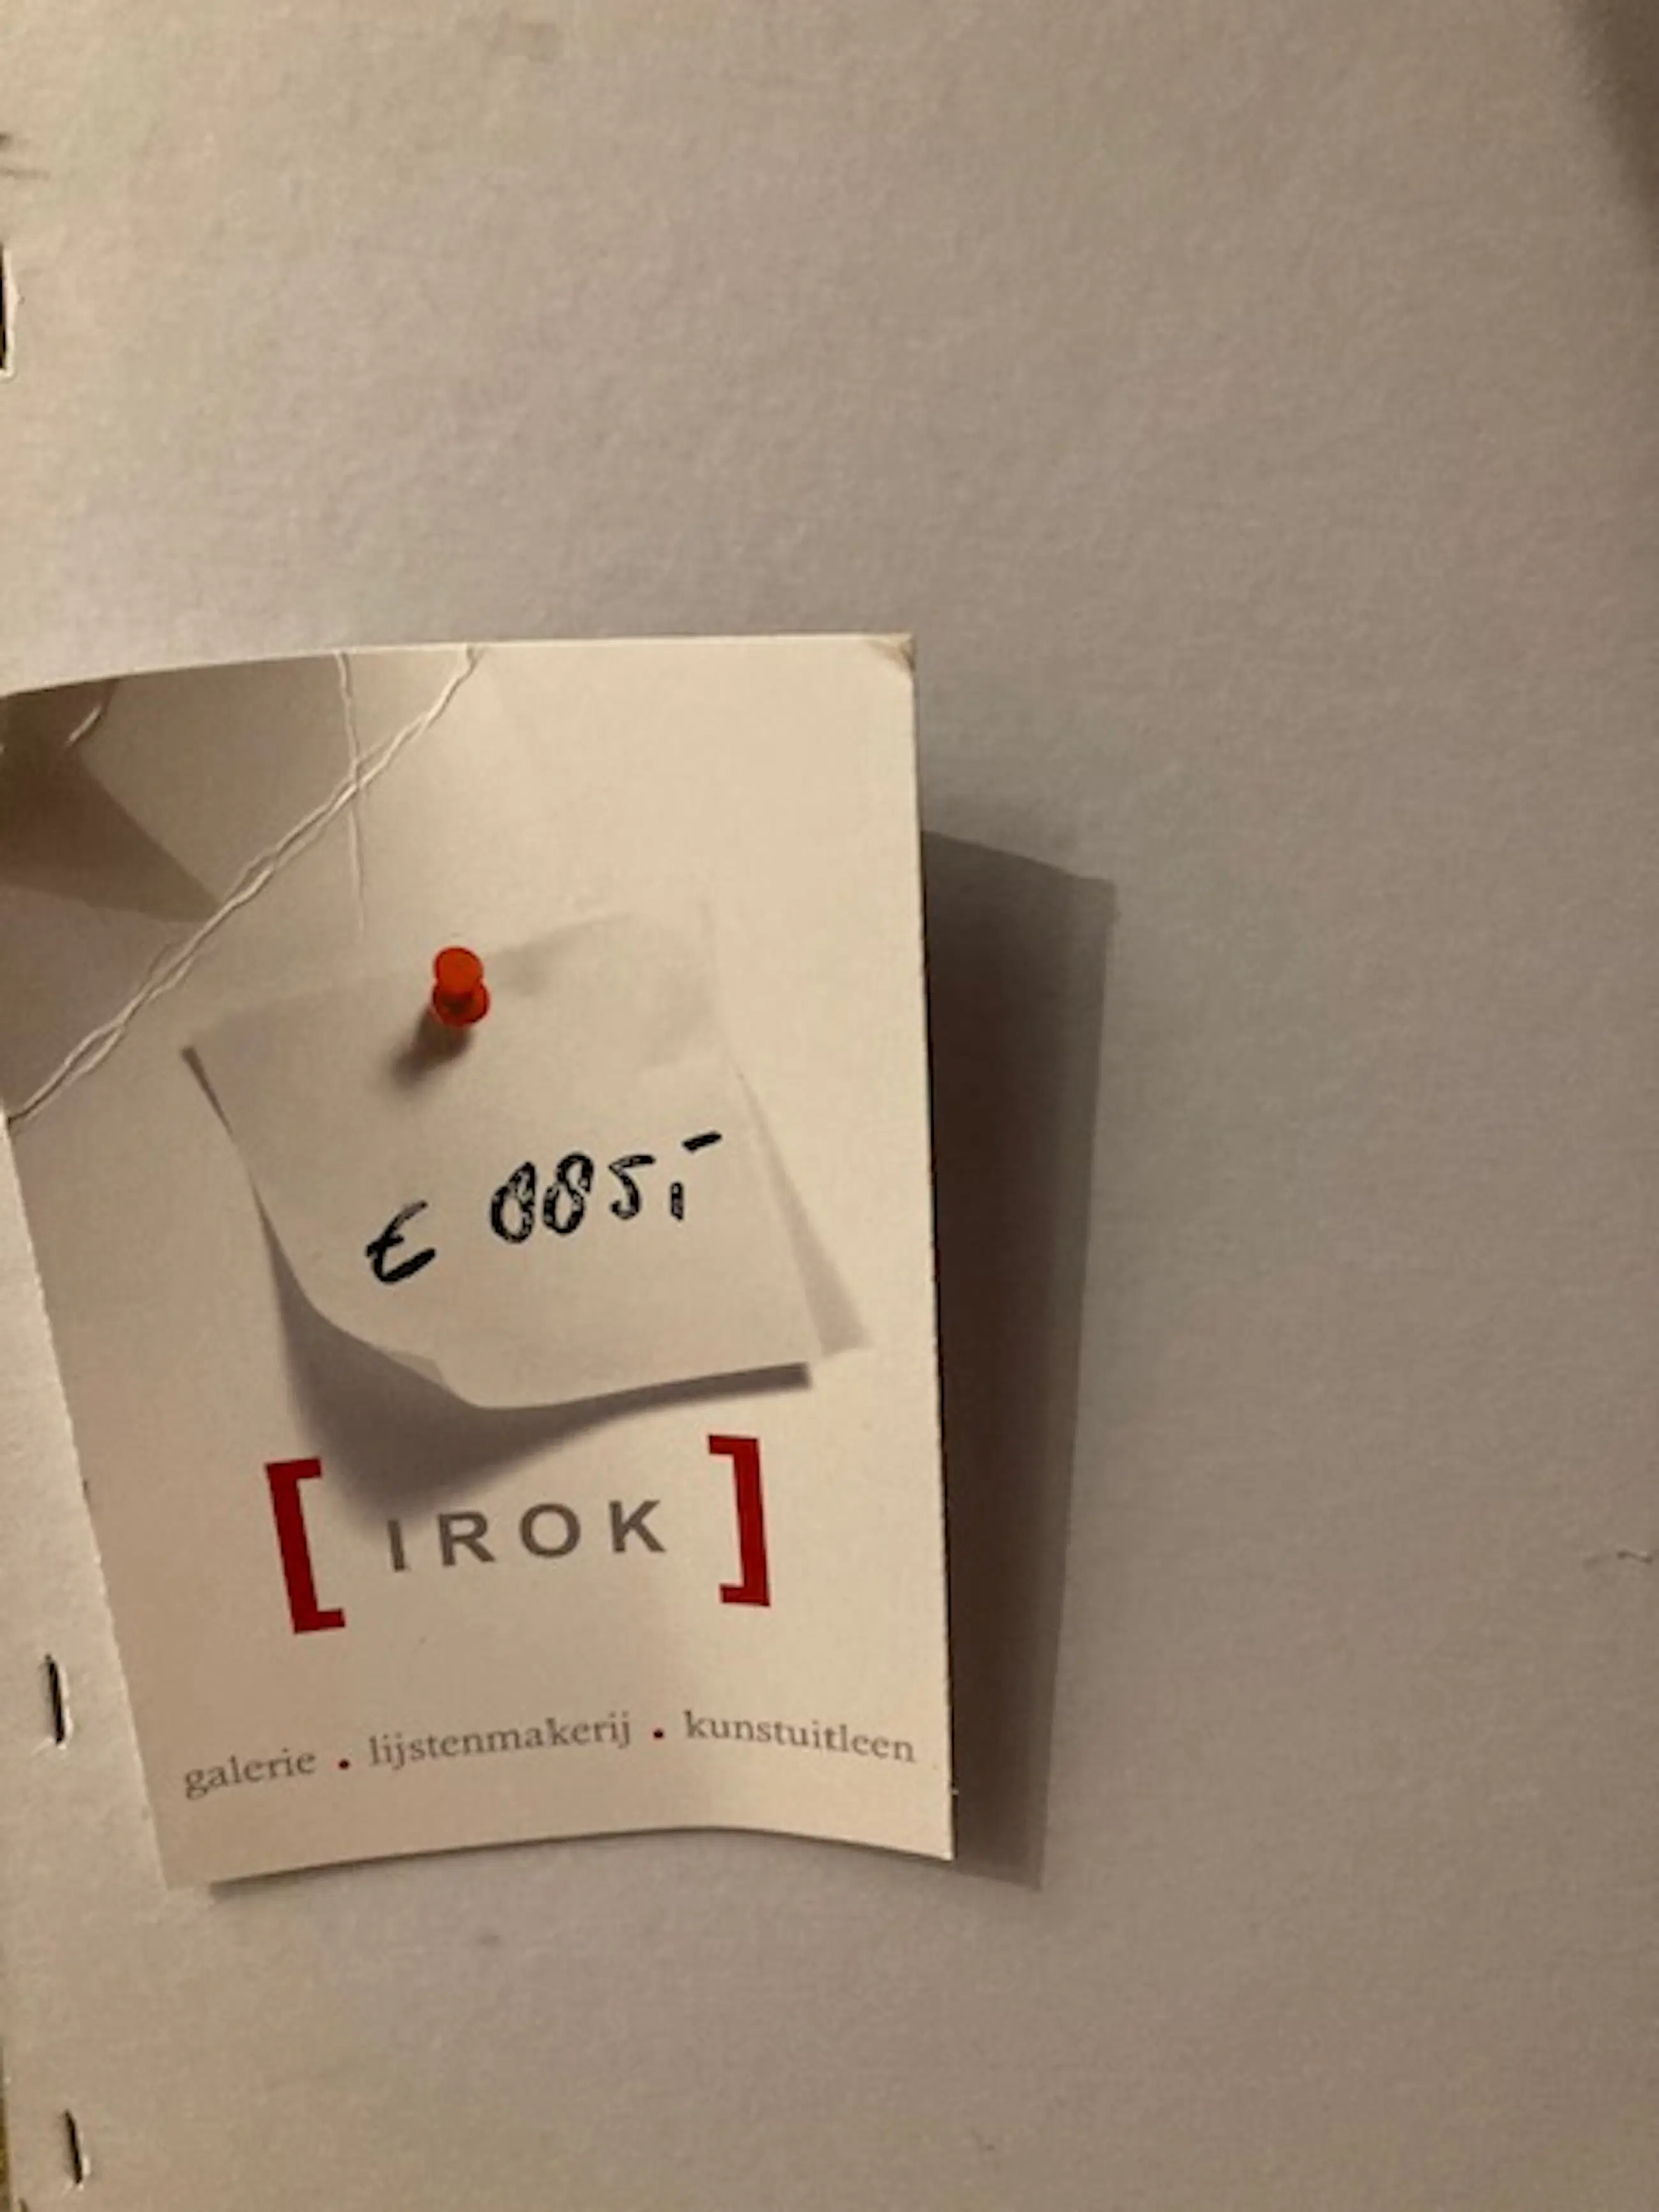 € 885,-
[ IROK ]
galerie . lijstenmakerij . kunstuitleen